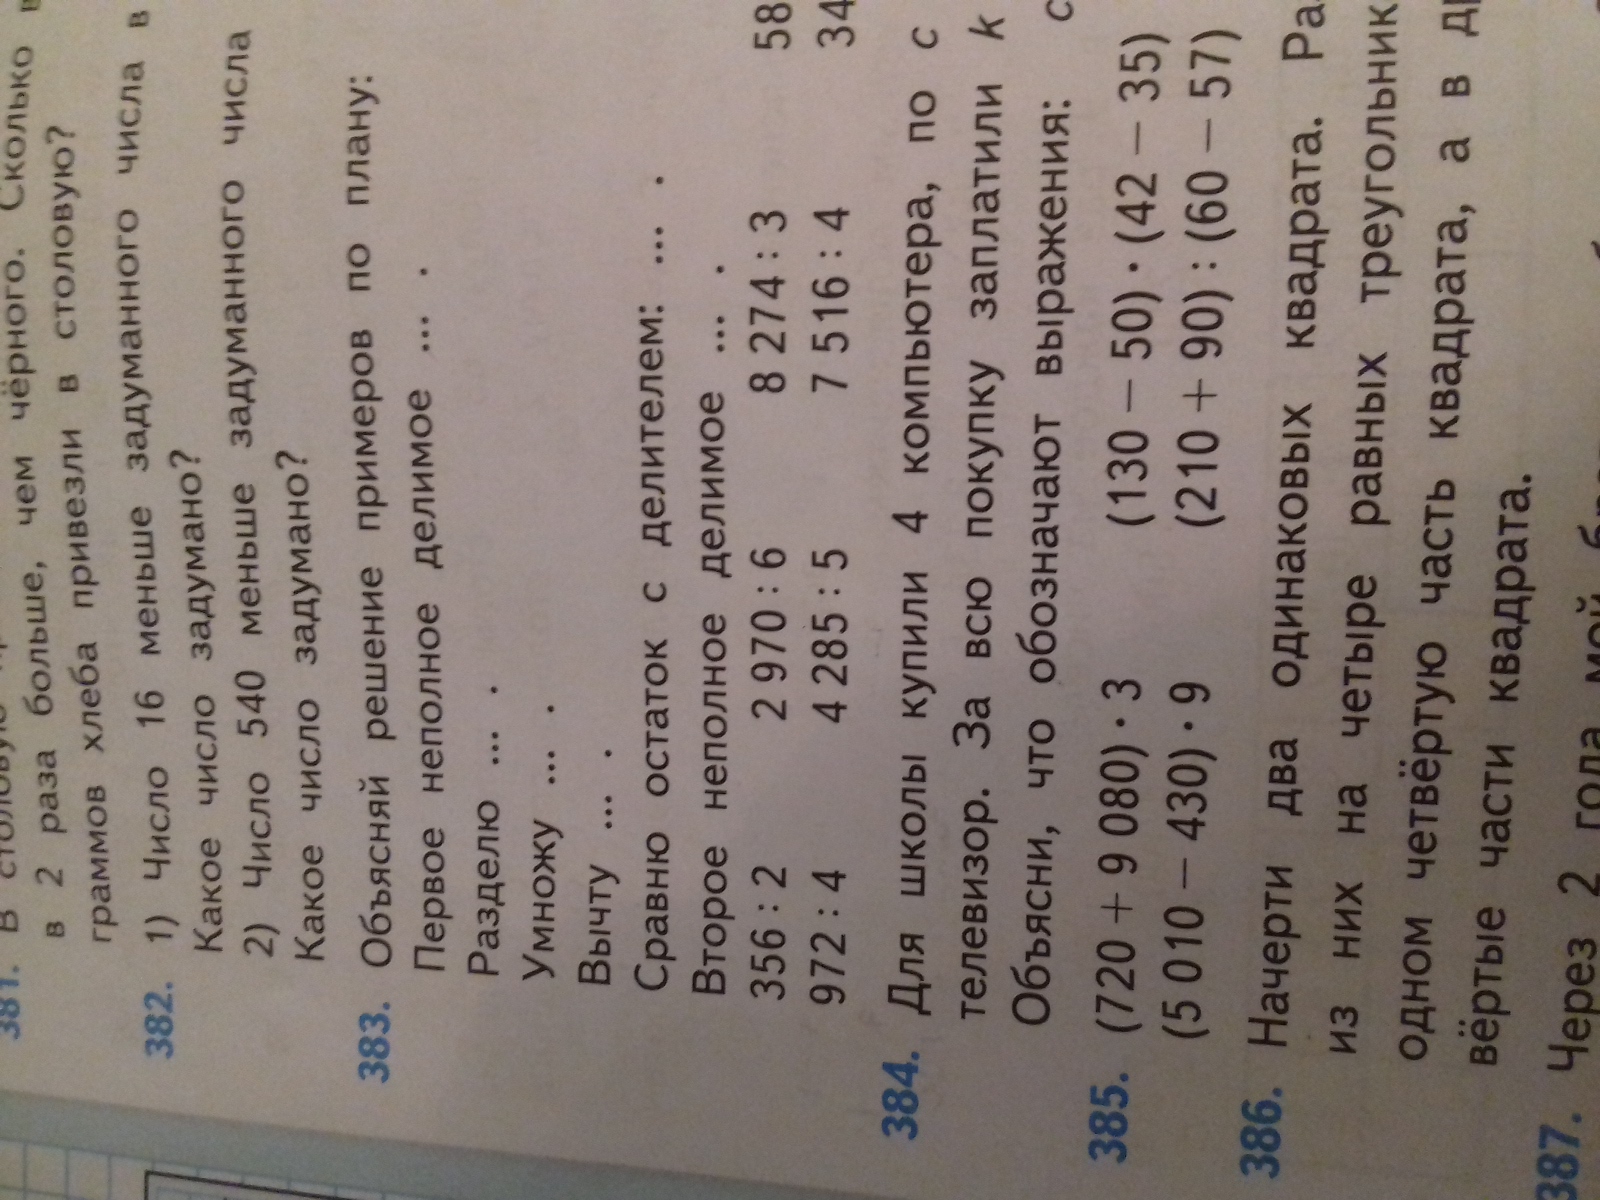 381. В
в 2 раза больше, чем чёрного. Сколько
граммов хлеба привезли в столовую?
382. 1) Число 16 меньше задуманного числа в
Какое число задумано?
2) Число 540 меньше задуманного числа
Какое число задумано?
383. Объясняй решение примеров по плану:
Первое неполное делимое ... .
Разделю ... .
Умножу ... .
Вычту ... .
Сравню остаток с делителем: ... .
Второе неполное делимое ... .
356 : 2 2 970 : 6 8 274 : 3 58
972 : 4 4 285 : 5 7 516 : 4 34
384. Для школы купили 4 компьютера, по c
телевизор. За всю покупку заплатили k
Объясни, что обозначают выражения: c
385. (720 + 9 080) · 3 (130 − 50) · (42 − 35)
(5 010 − 430) · 9 (210 + 90) : (60 − 57)
386. Начерти два одинаковых квадрата. Ра
из них на четыре равных треугольник
одном четвёртую часть квадрата, а в
вёртые части квадрата.
387. Через 2 года мой